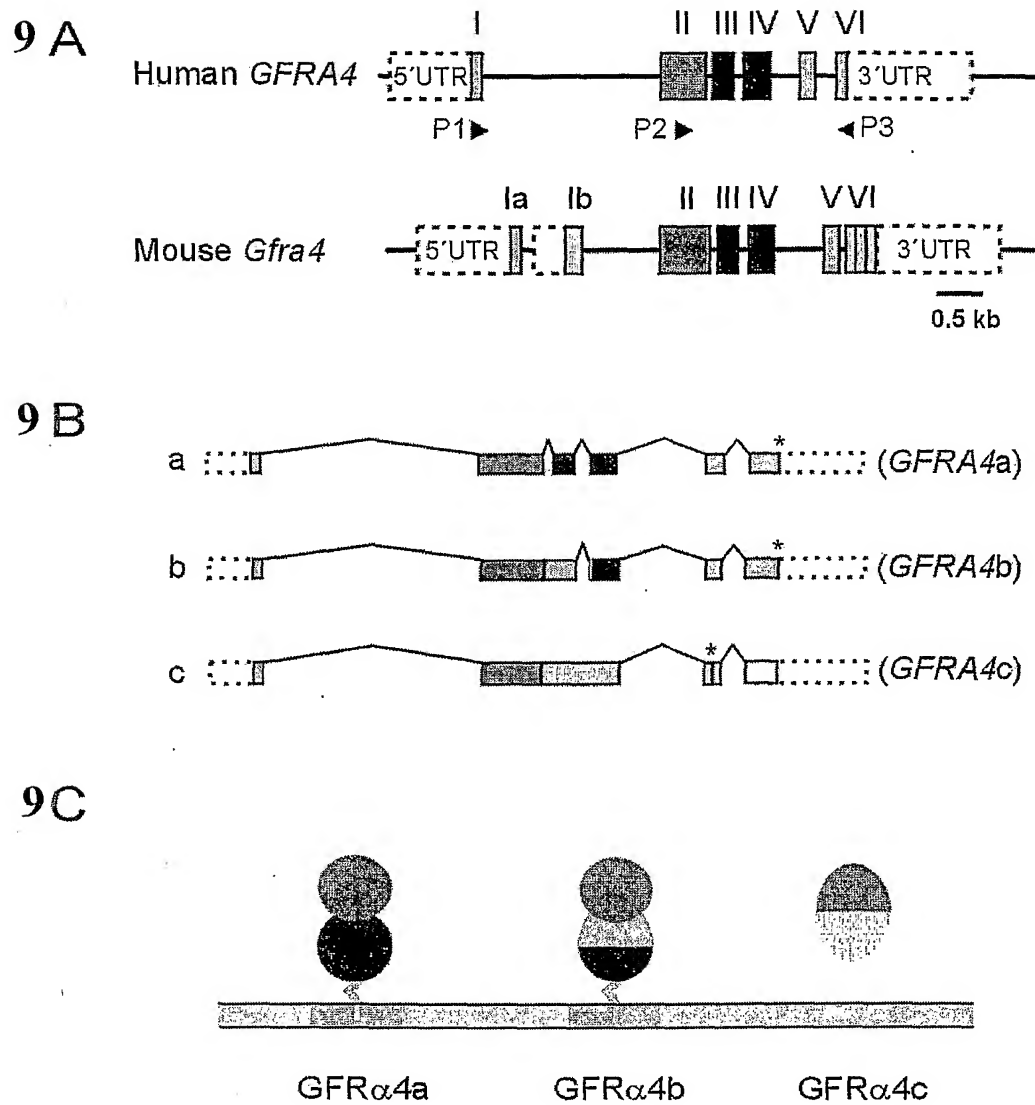 9 A
I II III IV V VI
Human GFRA4 5´UTR 3´UTR
P1 P2 P3
Ia Ib II III IV V VI
Mouse Gfra4 5´UTR 3´UTR
0.5 kb
9 B
a * (GFRA4a)
b * (GFRA4b)
c * (GFRA4c)
9 C
GFRα4a GFRα4b GFRα4c